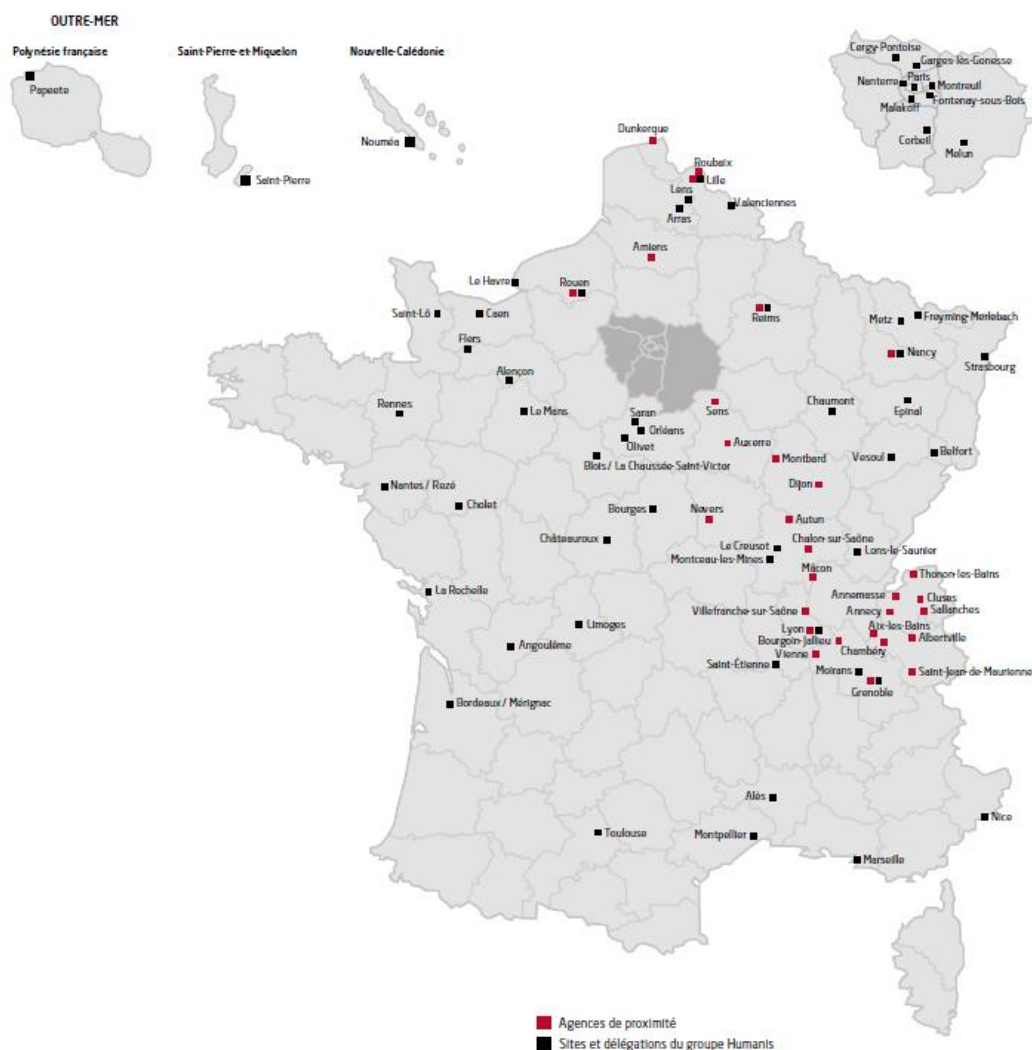 OUTRE-MER
Polynésie française
Saint-Pierre-et-Miquelon
Nouvelle-Calédonie
Papeete
Saint-Pierre
Nouméa
Cergy-Pontoise
Garges-lès-Gonesse
Nanterre
Paris
Montreuil
Malakoff
Fontenay-sous-Bois
Corbeil
Melun
Dunkerque
Roubaix
Lille
Lens
Arras
Valenciennes
Amiens
Le Havre
Rouen
Saint-Lô
Caen
Reims
Metz
Freyming-Merlebach
Flers
Nancy
Strasbourg
Alençon
Rennes
Le Mans
Saran
Orléans
Olivet
Blois / La Chaussée-Saint-Victor
Sens
Chaumont
Epinal
Auxerre
Montbard
Vesoul
Belfort
Dijon
Nantes / Rezé
Cholet
Bourges
Nevers
Autun
Châteauroux
Le Creusot
Chalon-sur-Saône
Montceau-les-Mines
Lons-le-Saunier
Mâcon
Thonon-les-Bains
La Rochelle
Annemasse
Cluses
Villefranche-sur-Saône
Annecy
Sallanches
Limoges
Lyon
Aix-les-Bains
Angoulême
Bourgoin-Jallieu
Albertville
Vienne
Chambéry
Saint-Étienne
Moirans
Saint-Jean-de-Maurienne
Grenoble
Bordeaux / Mérignac
Alès
Nice
Toulouse
Montpellier
Marseille
Agences de proximité
Sites et délégations du groupe Humanis